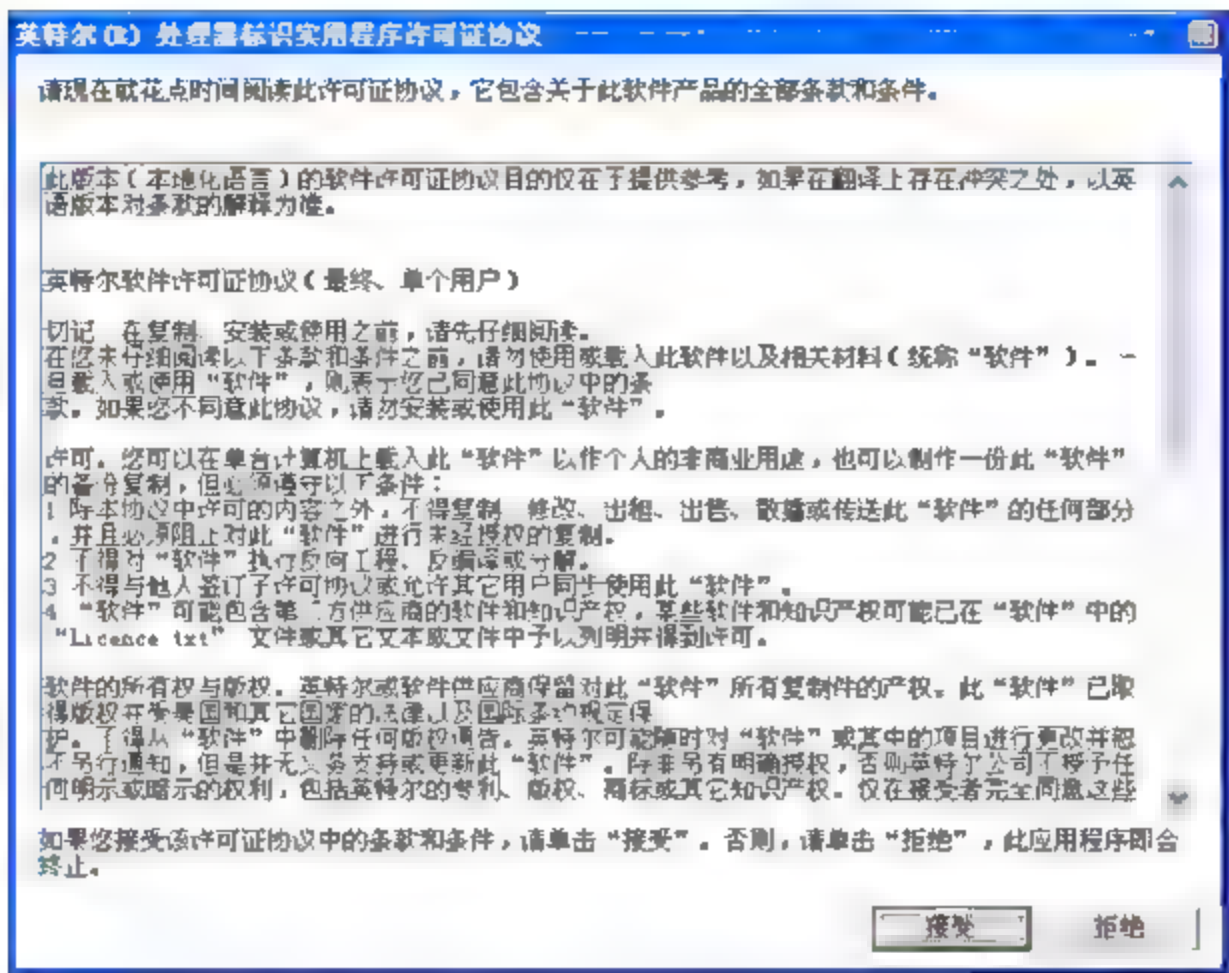 英特尔(R) 处理器标识实用程序许可证协议
请现在就花点时间阅读此许可证协议，它包含关于此软件产品的全部条款和条件。
此版本(本地化语言)的软件许可证协议目的仅在于提供参考，如果在翻译上存在冲突之处，以英
语版本对条款的解释为准。
英特尔软件许可证协议(最终、单个用户)
切记 在复制 安装或使用之前，请先仔细阅读。
在您未仔细阅读以下条款和条件之前，请勿使用或载入此软件以及相关材料(统称“软件”)。一
旦载入或使用“软件”，则表示您已同意此协议中的条
款。如果您不同意此协议，请勿安装或使用此“软件”。
许可. 您可以在单台计算机上载入此“软件”以作个人的非商业用途，也可以制作一份此“软件”
的备份复制，但必须遵守以下条件：
1 除本协议中许可的内容之外，不得复制 修改、出租、出售、散播或传送此“软件”的任何部分
，并且必须阻止对此“软件”进行未经授权的复制。
2 不得对“软件”执行反向工程、反编译或分解。
3 不得与他人签订子许可协议或允许其它用户同步使用此“软件”。
4 “软件”可能包含第三方供应商的软件和知识产权，某些软件和知识产权可能已在“软件”中的
“Licence txt” 文件或其它文本或文件中予以列明并得到许可。
软件的所有权与版权. 英特尔或软件供应商保留对此“软件”所有复制件的产权。此“软件”已取
得版权并受美国和其它国家的法律以及国际条约规定保
护。不得从“软件”中删除任何版权通告。英特尔可能随时对“软件”或其中的项目进行更改并恕
不另行通知，但是并无义务支持或更新此“软件”。除非另有明确授权，否则英特尔公司不授予任
何明示或暗示的权利，包括英特尔的专利、版权、商标或其它知识产权。仅在接受者完全同意这些
如果您接受该许可证协议中的条款和条件，请单击“接受”。否则，请单击“拒绝”，此应用程序即会
终止。
接受 拒绝